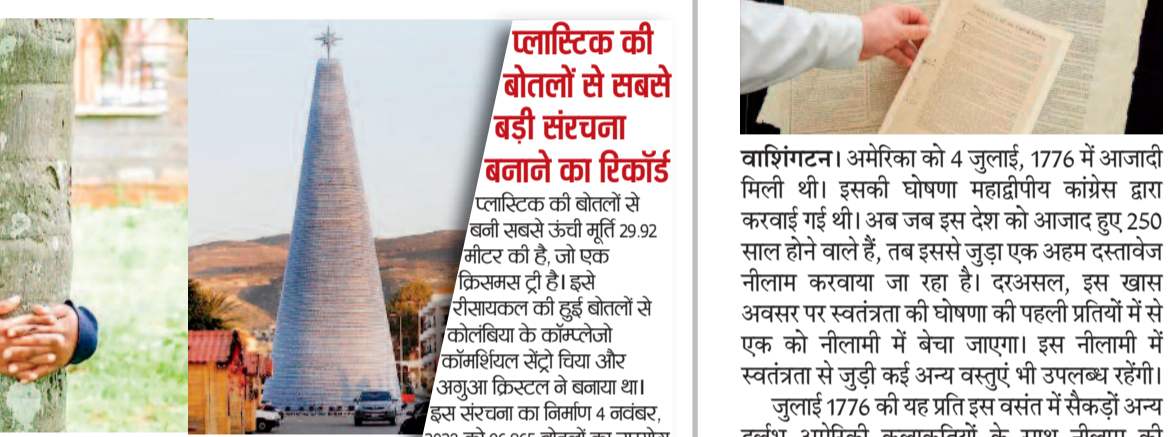 प्लास्टिक की
बोतलों से सबसे
बड़ी संरचना
बनाने का रिकॉर्ड
प्लास्टिक की बोतलों से
बनी सबसे ऊंची मूर्ति 29.92
मीटर की है, जो एक
क्रिसमस ट्री है। इसे
रीसायकल की हुई बोतलों से
कोलंबिया के कॉम्प्लेजो
कॉमर्शियल सेंट्रो चिया और
अगुआ क्रिस्टल ने बनाया था।
इस संरचना का निर्माण 4 नवंबर,
वाशिंगटन। अमेरिका को 4 जुलाई, 1776 में आजादी
मिली थी। इसकी घोषणा महाद्वीपीय कांग्रेस द्वारा
करवाई गई थी। अब जब इस देश को आजाद हुए 250
साल होने वाले हैं, तब इससे जुड़ा एक अहम दस्तावेज
नीलाम करवाया जा रहा है। दरअसल, इस खास
अवसर पर स्वतंत्रता की घोषणा की पहली प्रतियों में से
एक को नीलामी में बेचा जाएगा। इस नीलामी में
स्वतंत्रता से जुड़ी कई अन्य वस्तुएं भी उपलब्ध रहेंगी।
जुलाई 1776 की यह प्रति इस वसंत में सैकड़ों अन्य